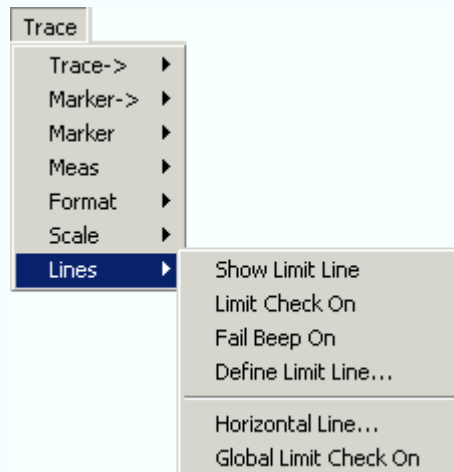 Trace
Trace->
Marker->
Marker
Meas
Format
Scale
Lines
Show Limit Line
Limit Check On
Fail Beep On
Define Limit Line...
Horizontal Line...
Global Limit Check On